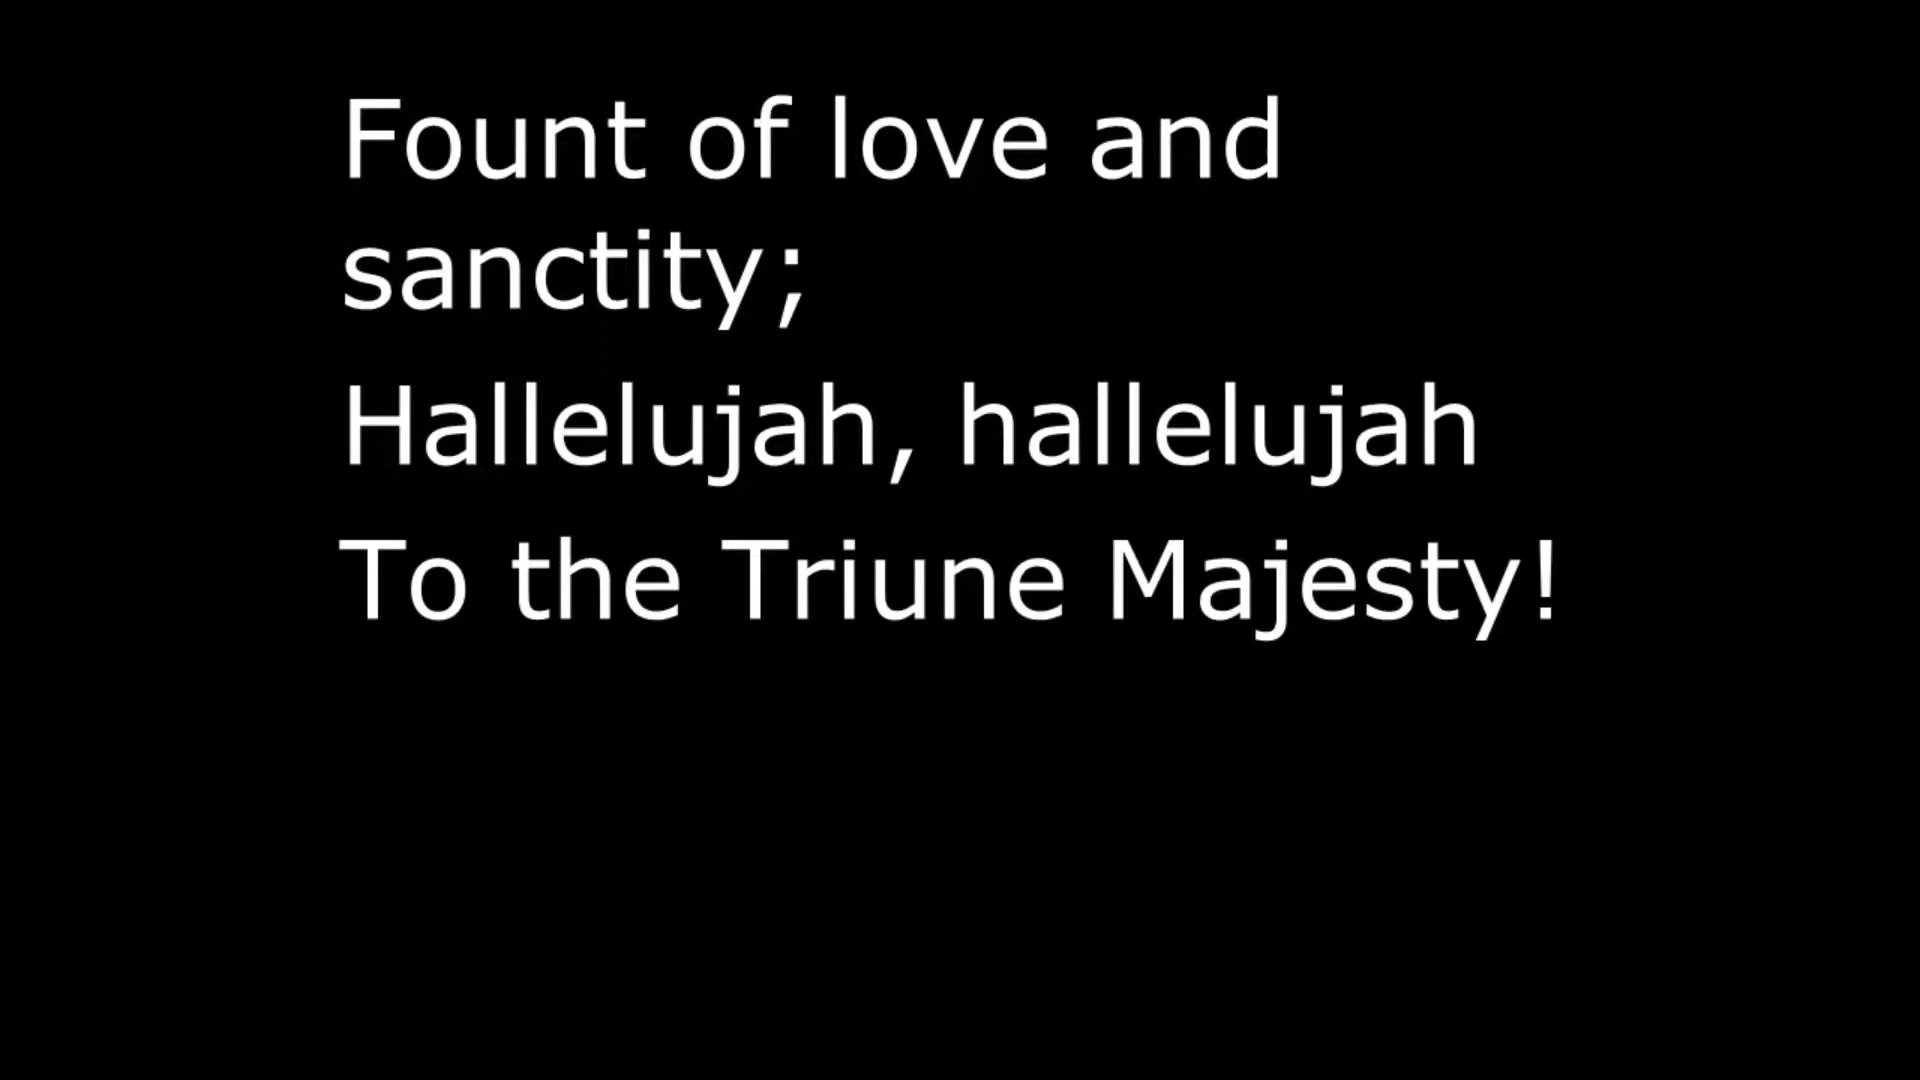 Fount of love and
sanctity;
Hallelujah, hallelujah
To the Triune Majesty!